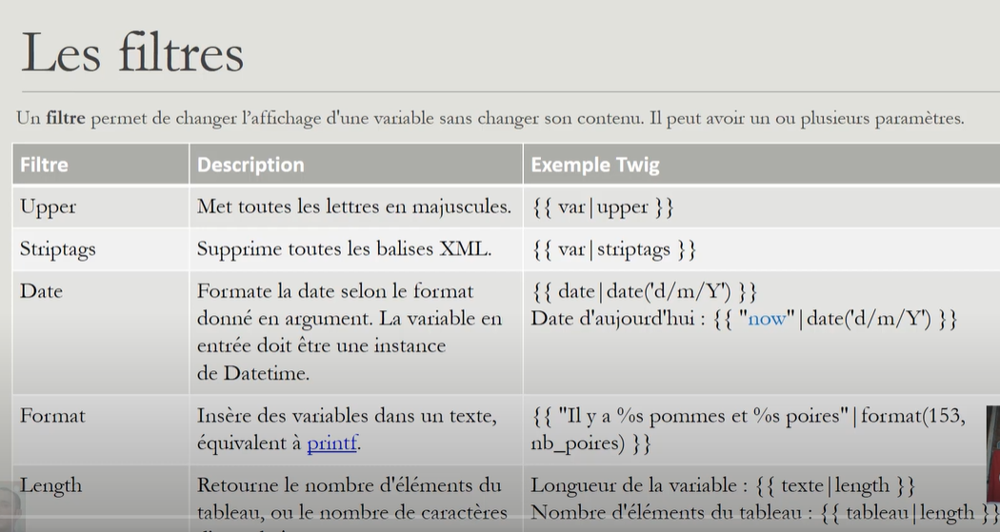 Les filtres
Un filtre permet de changer l’affichage d'une variable sans changer son contenu. Il peut avoir un ou plusieurs paramètres.
Filtre Description Exemple Twig
Upper Met toutes les lettres en majuscules. {{ var|upper }}
Striptags Supprime toutes les balises XML. {{ var|striptags }}
Date Formate la date selon le format {{ date|date('d/m/Y') }}
donné en argument. La variable en Date d'aujourd'hui : {{ "now"|date('d/m/Y') }}
entrée doit être une instance
de Datetime.
Format Insère des variables dans un texte, {{ "Il y a %s pommes et %s poires"|format(153,
équivalent à printf. nb_poires) }}
Length Retourne le nombre d'éléments du Longueur de la variable : {{ texte|length }}
tableau, ou le nombre de caractères Nombre d'éléments du tableau : {{ tableau|length }}